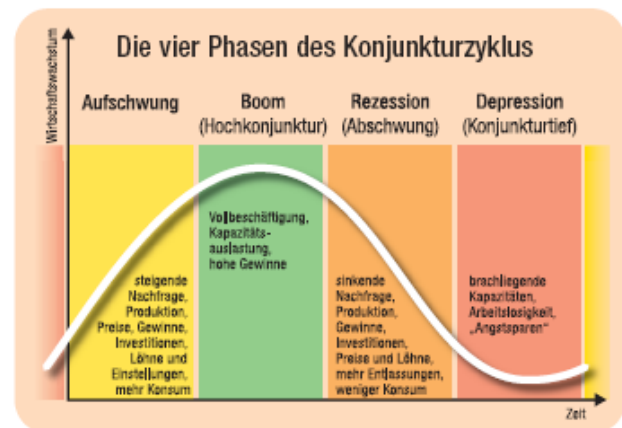 Die vier Phasen des Konjunkturzyklus
Wirtschaftswachstum
Aufschwung
Boom
(Hochkonjunktur)
Rezession
(Abschwung)
Depression
(Konjunkturtief)
steigende
Nachfrage,
Produktion,
Preise, Gewinne,
Investitionen,
Löhne und
Einstellungen,
mehr Konsum
Vollbeschäftigung,
Kapazitäts-
auslastung,
hohe Gewinne
sinkende
Nachfrage,
Produktion,
Gewinne,
Investitionen,
Preise und Löhne,
mehr Entlassungen,
weniger Konsum
brachliegende
Kapazitäten,
Arbeitslosigkeit,
„Angstsparen“
Zeit